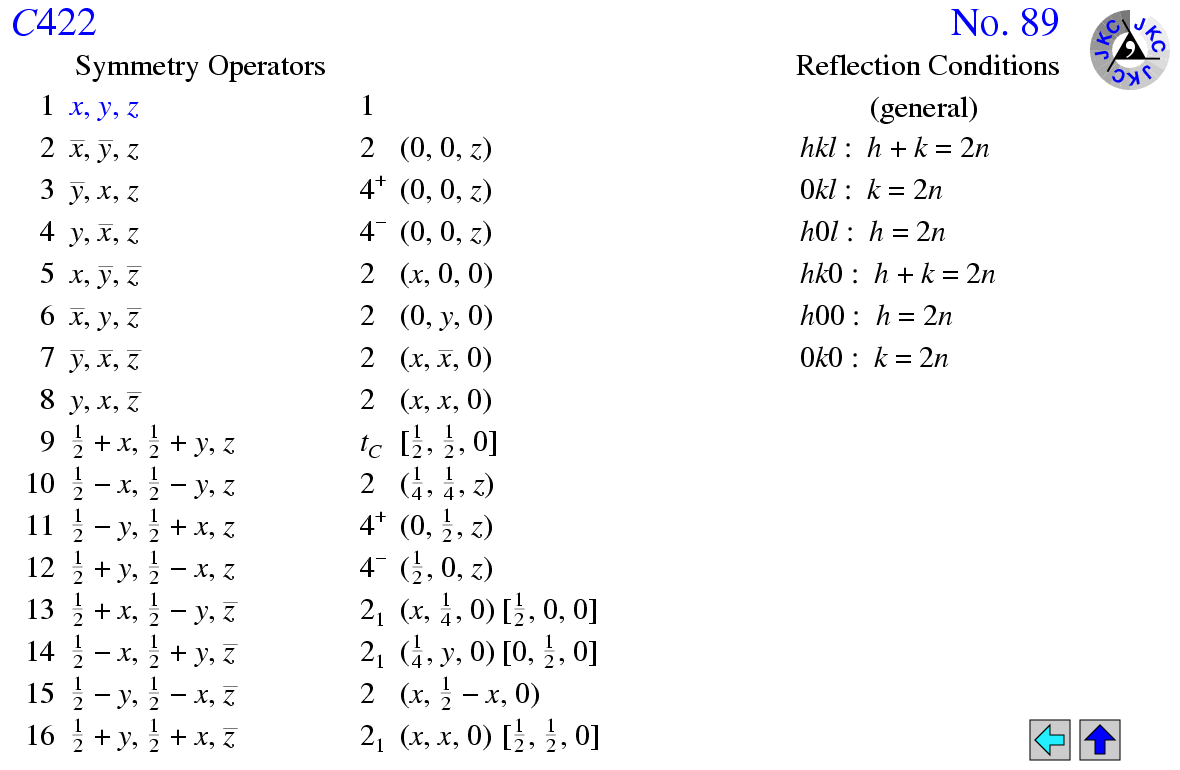 C422 No. 89
JKC JKC JKC JKC
Symmetry Operators Reflection Conditions
1 x, y, z 1 (general)
2 x̅, y̅, z 2 (0, 0, z) hkl : h + k = 2n
3 y̅, x, z 4⁺ (0, 0, z) 0kl : k = 2n
4 y, x̅, z 4⁻ (0, 0, z) h0l : h = 2n
5 x, y̅, z̅ 2 (x, 0, 0) hk0 : h + k = 2n
6 x̅, y, z̅ 2 (0, y, 0) h00 : h = 2n
7 y̅, x̅, z̅ 2 (x, x̅, 0) 0k0 : k = 2n
8 y, x, z̅ 2 (x, x, 0)
9 ½ + x, ½ + y, z t_C [½, ½, 0]
10 ½ − x, ½ − y, z 2 (¼, ¼, z)
11 ½ − y, ½ + x, z 4⁺ (0, ½, z)
12 ½ + y, ½ − x, z 4⁻ (½, 0, z)
13 ½ + x, ½ − y, z̅ 2₁ (x, ¼, 0) [½, 0, 0]
14 ½ − x, ½ + y, z̅ 2₁ (¼, y, 0) [0, ½, 0]
15 ½ − y, ½ − x, z̅ 2 (x, ½ − x, 0)
16 ½ + y, ½ + x, z̅ 2₁ (x, x, 0) [½, ½, 0]